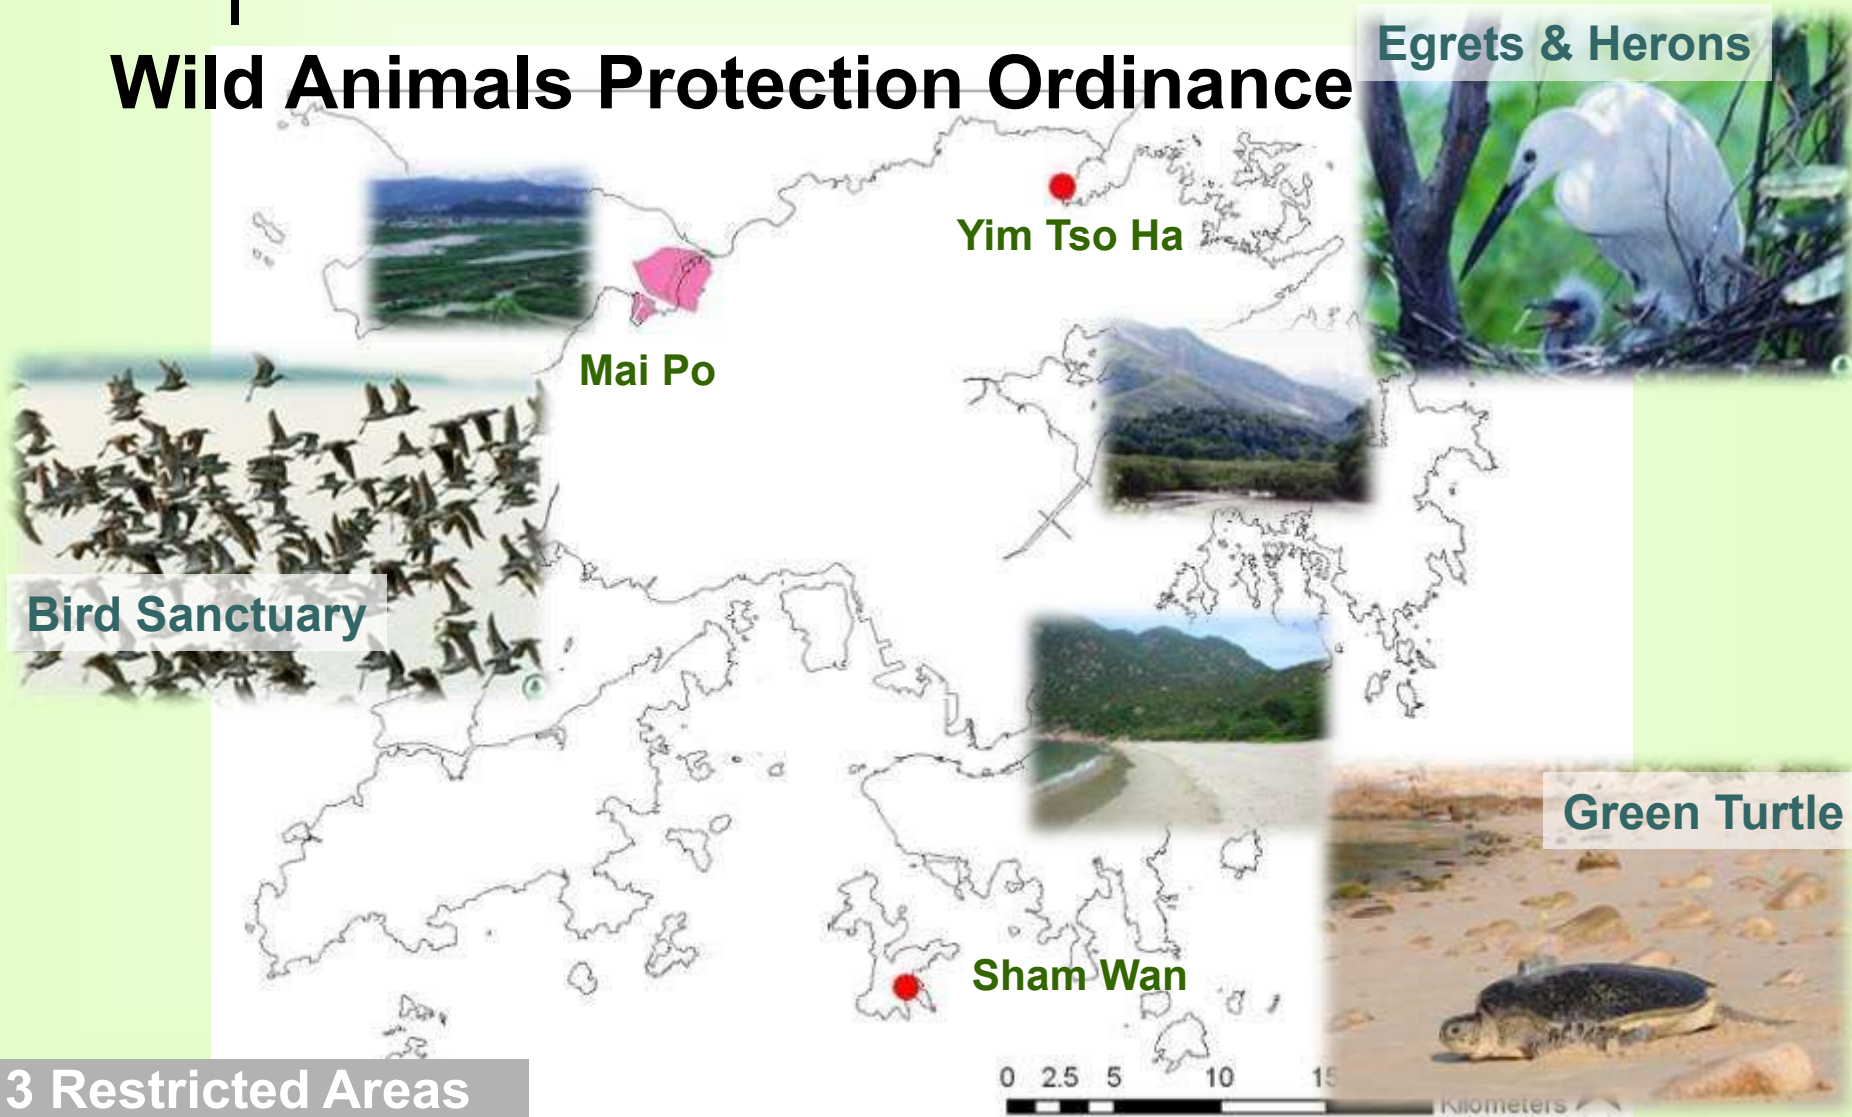 Wild Animals Protection Ordinance
Egrets & Herons
Yim Tso Ha
Mai Po
Bird Sanctuary
Green Turtle
Sham Wan
3 Restricted Areas
0 2.5 5 10 15
Kilometers